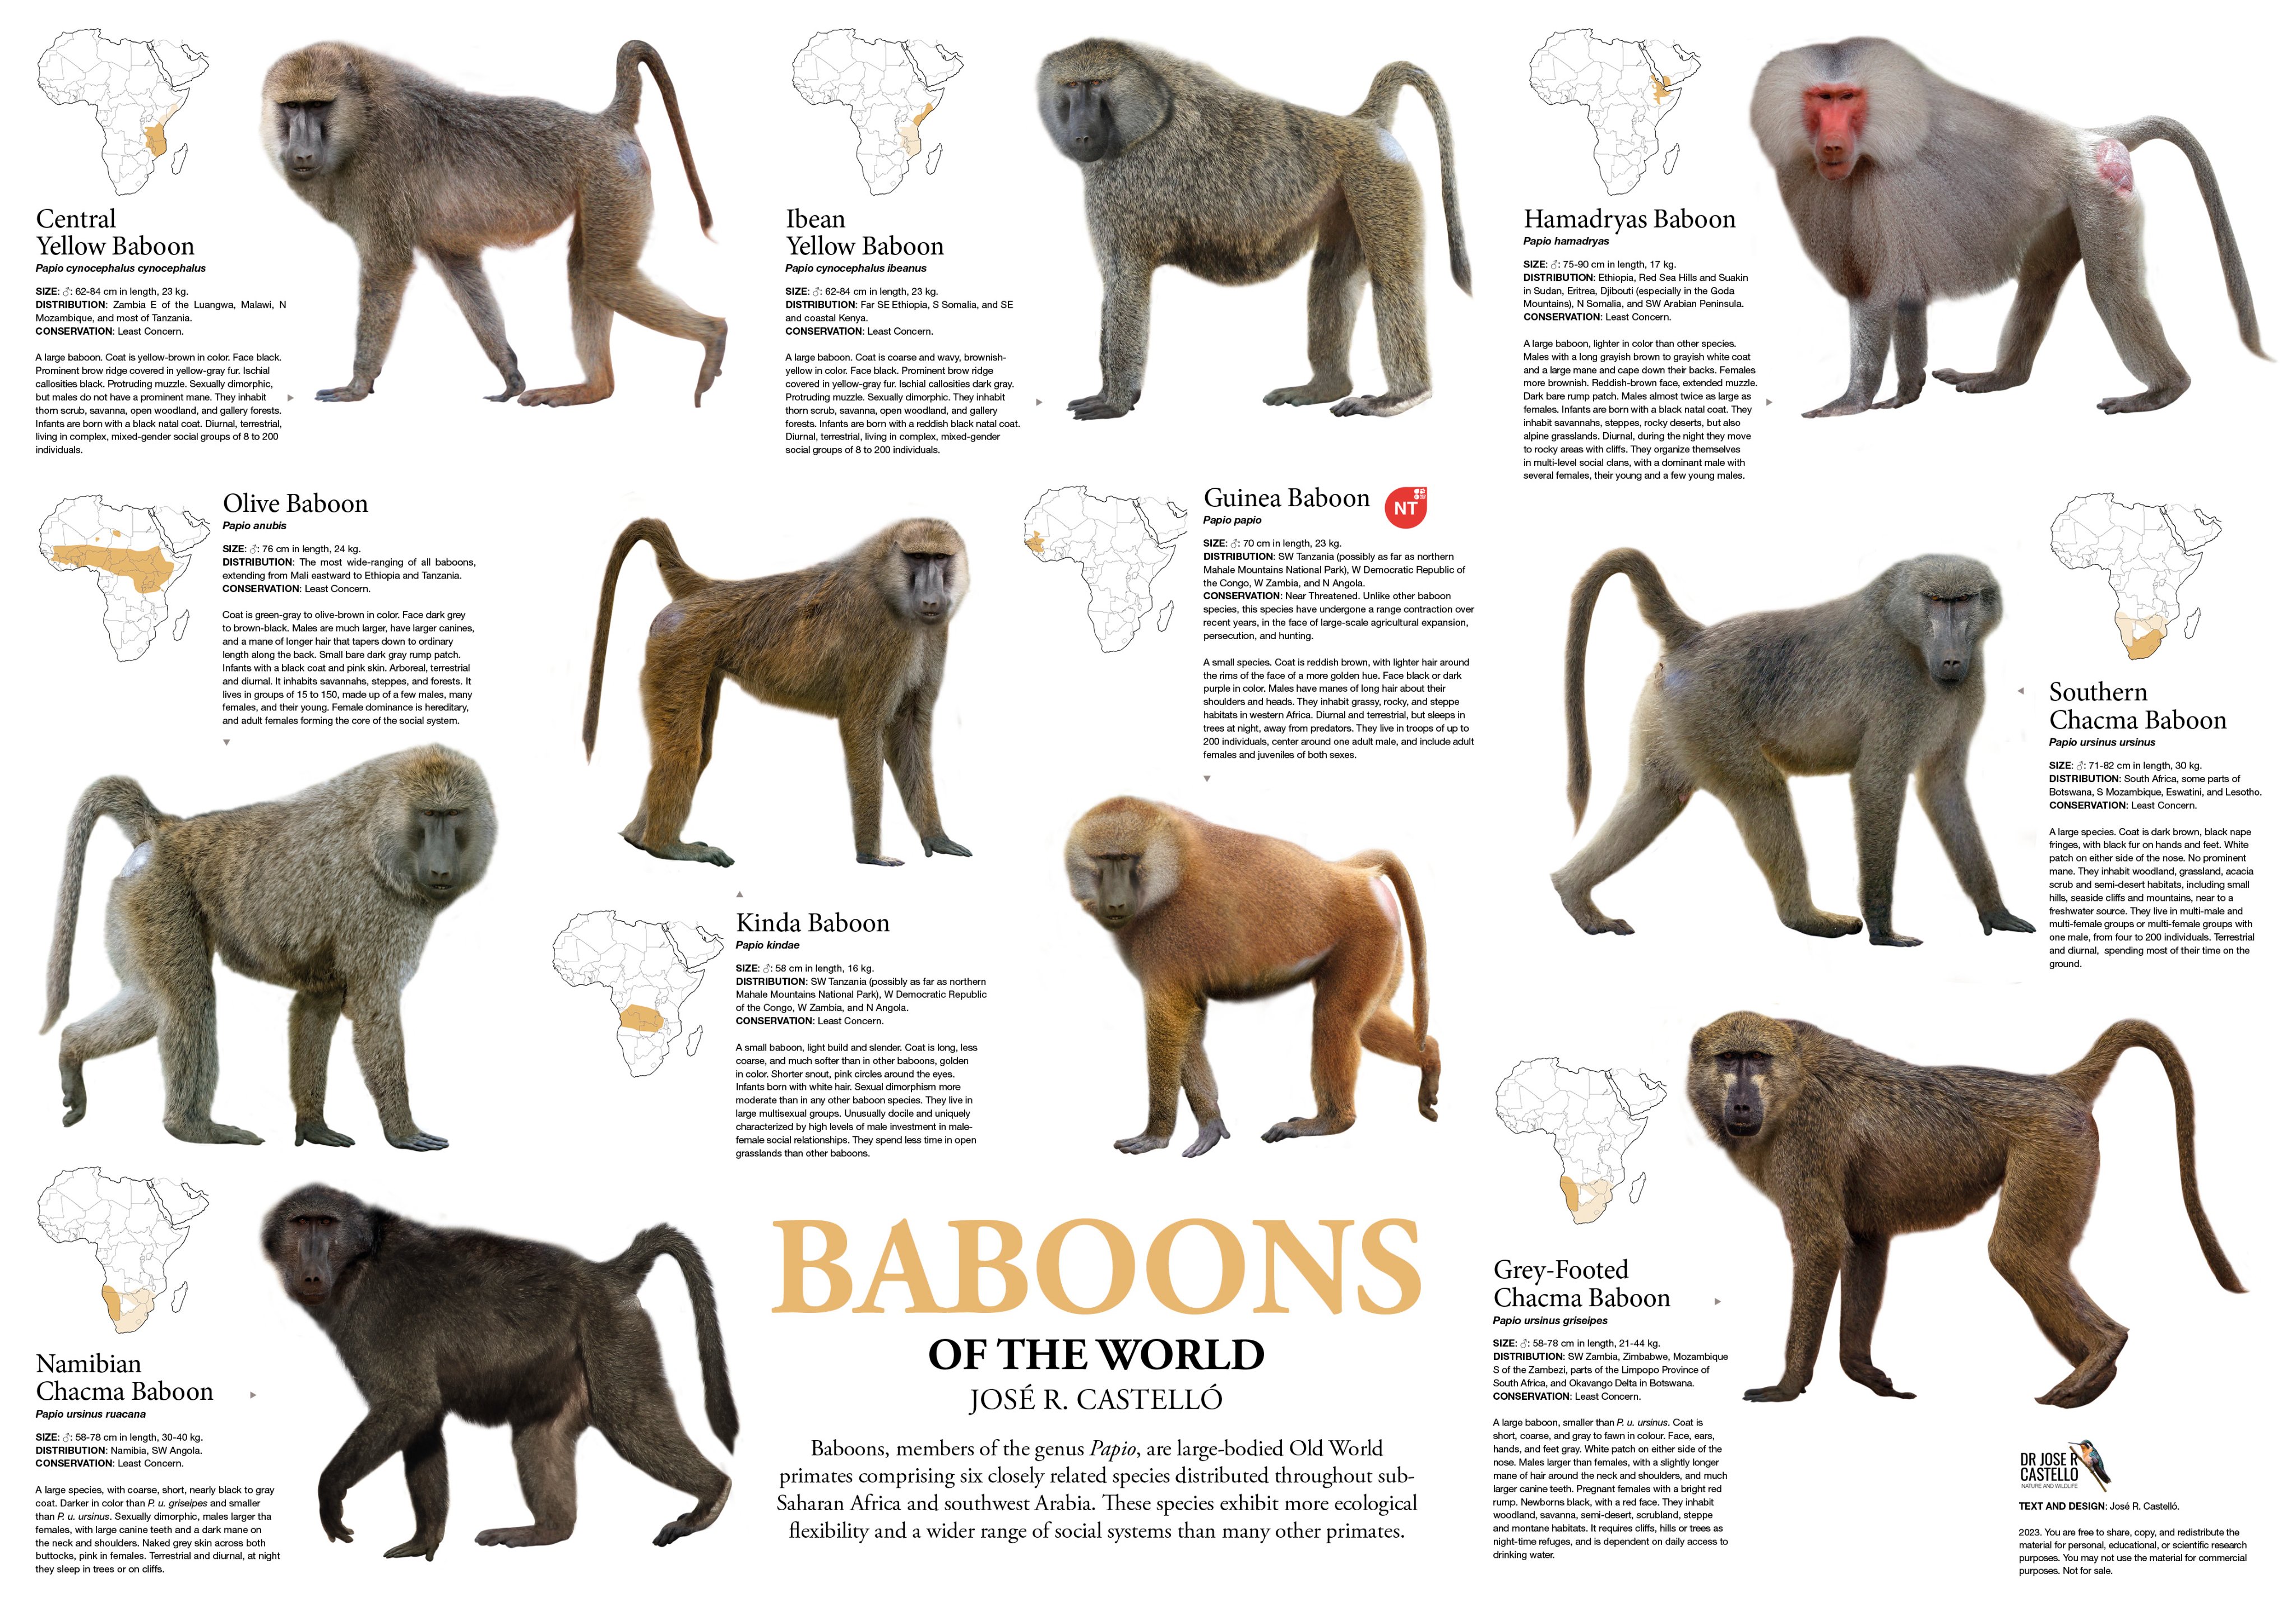 Central
Yellow Baboon
Papio cynocephalus cynocephalus
SIZE: ♂: 62-84 cm in length, 23 kg.
DISTRIBUTION: Zambia E of the Luangwa, Malawi, N
Mozambique, and most of Tanzania.
CONSERVATION: Least Concern.
A large baboon. Coat is yellow-brown in color. Face black.
Prominent brow ridge covered in yellow-gray fur. Ischial
callosities black. Protruding muzzle. Sexually dimorphic,
but males do not have a prominent mane. They inhabit
thorn scrub, savanna, open woodland, and gallery forests.
Infants are born with a black natal coat. Diurnal, terrestrial,
living in complex, mixed-gender social groups of 8 to 200
individuals.
Ibean
Yellow Baboon
Papio cynocephalus ibeanus
SIZE: ♂: 62-84 cm in length, 23 kg.
DISTRIBUTION: Far SE Ethiopia, S Somalia, and SE
and coastal Kenya.
CONSERVATION: Least Concern.
A large baboon. Coat is coarse and wavy, brownish-
yellow in color. Face black. Prominent brow ridge
covered in yellow-gray fur. Ischial callosities dark gray.
Protruding muzzle. Sexually dimorphic. They inhabit
thorn scrub, savanna, open woodland, and gallery
forests. Infants are born with a reddish black natal coat.
Diurnal, terrestrial, living in complex, mixed-gender
social groups of 8 to 200 individuals.
Hamadryas Baboon
Papio hamadryas
SIZE: ♂: 75-90 cm in length, 17 kg.
DISTRIBUTION: Ethiopia, Red Sea Hills and Suakin
in Sudan, Eritrea, Djibouti (especially in the Goda
Mountains), N Somalia, and SW Arabian Peninsula.
CONSERVATION: Least Concern.
A large baboon, lighter in color than other species.
Males with a long grayish brown to grayish white coat
and a large mane and cape down their backs. Females
more brownish. Reddish-brown face, extended muzzle.
Dark bare rump patch. Males almost twice as large as
females. Infants are born with a black natal coat. They
inhabit savannahs, steppes, rocky deserts, but also
alpine grasslands. Diurnal, during the night they move
to rocky areas with cliffs. They organize themselves
in multi-level social clans, with a dominant male with
several females, their young and a few young males.
Olive Baboon
Papio anubis
SIZE: ♂: 76 cm in length, 24 kg.
DISTRIBUTION: The most wide-ranging of all baboons,
extending from Mali eastward to Ethiopia and Tanzania.
CONSERVATION: Least Concern.
Coat is green-gray to olive-brown in color. Face dark grey
to brown-black. Males are much larger, have larger canines,
and a mane of longer hair that tapers down to ordinary
length along the back. Small bare dark gray rump patch.
Infants with a black coat and pink skin. Arboreal, terrestrial
and diurnal. It inhabits savannahs, steppes, and forests. It
lives in groups of 15 to 150, made up of a few males, many
females, and their young. Female dominance is hereditary,
and adult females forming the core of the social system.
Guinea Baboon
NT
Papio papio
SIZE: ♂: 70 cm in length, 23 kg.
DISTRIBUTION: SW Tanzania (possibly as far as northern
Mahale Mountains National Park), W Democratic Republic of
the Congo, W Zambia, and N Angola.
CONSERVATION: Near Threatened. Unlike other baboon
species, this species have undergone a range contraction over
recent years, in the face of large-scale agricultural expansion,
persecution, and hunting.
A small species. Coat is reddish brown, with lighter hair around
the rims of the face of a more golden hue. Face black or dark
purple in color. Males have manes of long hair about their
shoulders and heads. They inhabit grassy, rocky, and steppe
habitats in western Africa. Diurnal and terrestrial, but sleeps in
trees at night, away from predators. They live in troops of up to
200 individuals, center around one adult male, and include adult
females and juveniles of both sexes.
Southern
Chacma Baboon
Papio ursinus ursinus
SIZE: ♂: 71-82 cm in length, 30 kg.
DISTRIBUTION: South Africa, some parts of
Botswana, S Mozambique, Eswatini, and Lesotho.
CONSERVATION: Least Concern.
A large species. Coat is dark brown, black nape
fringes, with black fur on hands and feet. White
patch on either side of the nose. No prominent
mane. They inhabit woodland, grassland, acacia
scrub and semi-desert habitats, including small
hills, seaside cliffs and mountains, near to a
freshwater source. They live in multi-male and
multi-female groups or multi-female groups with
one male, from four to 200 individuals. Terrestrial
and diurnal, spending most of their time on the
ground.
Kinda Baboon
Papio kindae
SIZE: ♂: 58 cm in length, 16 kg.
DISTRIBUTION: SW Tanzania (possibly as far as northern
Mahale Mountains National Park), W Democratic Republic
of the Congo, W Zambia, and N Angola.
CONSERVATION: Least Concern.
A small baboon, light build and slender. Coat is long, less
coarse, and much softer than in other baboons, golden
in color. Shorter snout, pink circles around the eyes.
Infants born with white hair. Sexual dimorphism more
moderate than in any other baboon species. They live in
large multisexual groups. Unusually docile and uniquely
characterized by high levels of male investment in male-
female social relationships. They spend less time in open
grasslands than other baboons.
Namibian
Chacma Baboon
Papio ursinus ruacana
SIZE: ♂: 58-78 cm in length, 30-40 kg.
DISTRIBUTION: Namibia, SW Angola.
CONSERVATION: Least Concern.
A large species, with coarse, short, nearly black to gray
coat. Darker in color than P. u. griseipes and smaller
than P. u. ursinus. Sexually dimorphic, males larger tha
females, with large canine teeth and a dark mane on
the neck and shoulders. Naked grey skin across both
buttocks, pink in females. Terrestrial and diurnal, at night
they sleep in trees or on cliffs.
BABOONS
OF THE WORLD
JOSÉ R. CASTELLÓ
Baboons, members of the genus Papio, are large-bodied Old World
primates comprising six closely related species distributed throughout sub-
Saharan Africa and southwest Arabia. These species exhibit more ecological
flexibility and a wider range of social systems than many other primates.
Grey-Footed
Chacma Baboon
Papio ursinus griseipes
SIZE: ♂: 58-78 cm in length, 21-44 kg.
DISTRIBUTION: SW Zambia, Zimbabwe, Mozambique
S of the Zambezi, parts of the Limpopo Province of
South Africa, and Okavango Delta in Botswana.
CONSERVATION: Least Concern.
A large baboon, smaller than P. u. ursinus. Coat is
short, coarse, and gray to fawn in colour. Face, ears,
hands, and feet gray. White patch on either side of the
nose. Males larger than females, with a slightly longer
mane of hair around the neck and shoulders, and much
larger canine teeth. Pregnant females with a bright red
rump. Newborns black, with a red face. They inhabit
woodland, savanna, semi-desert, scrubland, steppe
and montane habitats. It requires cliffs, hills or trees as
night-time refuges, and is dependent on daily access to
drinking water.
DR JOSE R
CASTELLO
NATURE AND WILDLIFE
TEXT AND DESIGN: José R. Castelló.
2023. You are free to share, copy, and redistribute the
material for personal, educational, or scientific research
purposes. You may not use the material for commercial
purposes. Not for sale.